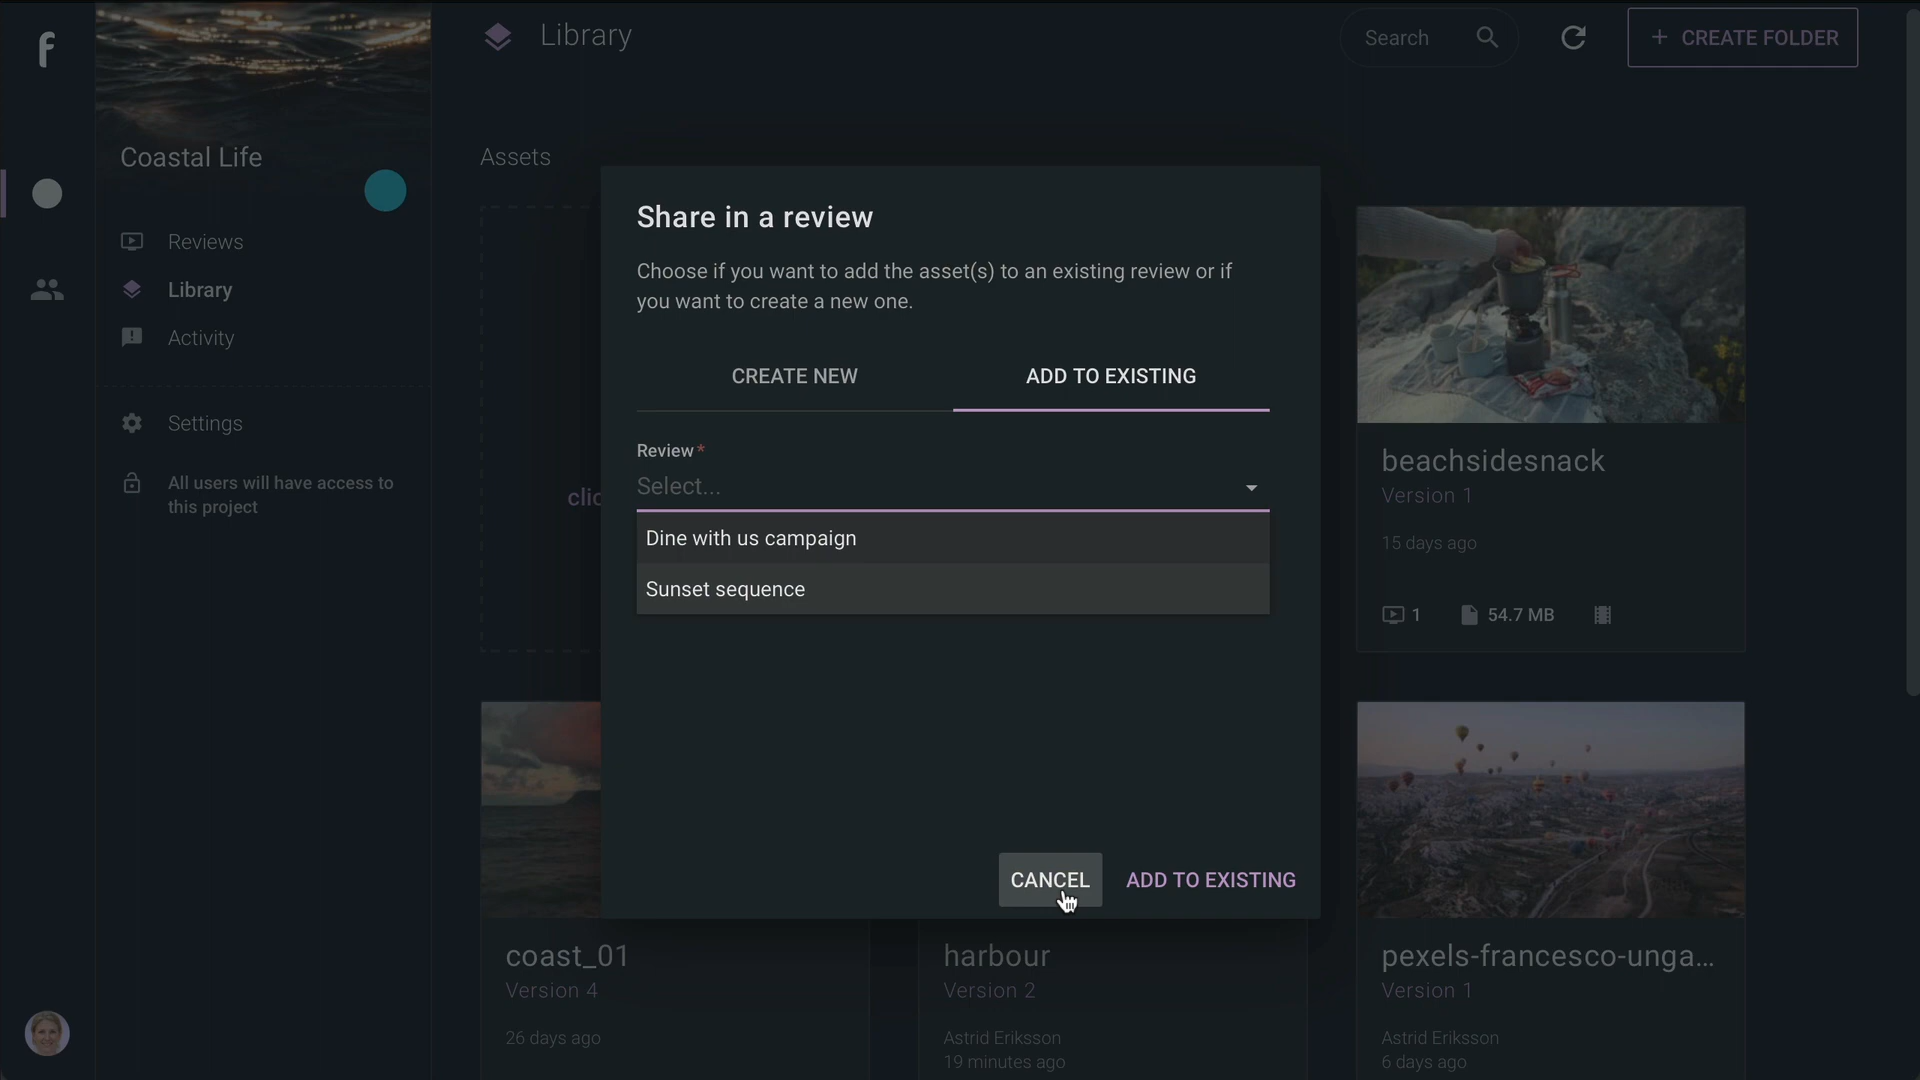 f
Library
Search
+ CREATE FOLDER
Coastal Life
Reviews
Library
Activity
Settings
All users will have access to
this project
Assets
clic
Share in a review
Choose if you want to add the asset(s) to an existing review or if
you want to create a new one.
CREATE NEW
ADD TO EXISTING
Review *
Select...
Dine with us campaign
Sunset sequence
CANCEL
ADD TO EXISTING
beachsidesnack
Version 1
15 days ago
1
54.7 MB
coast_01
Version 4
26 days ago
harbour
Version 2
Astrid Eriksson
19 minutes ago
pexels-francesco-unga...
Version 1
Astrid Eriksson
6 days ago